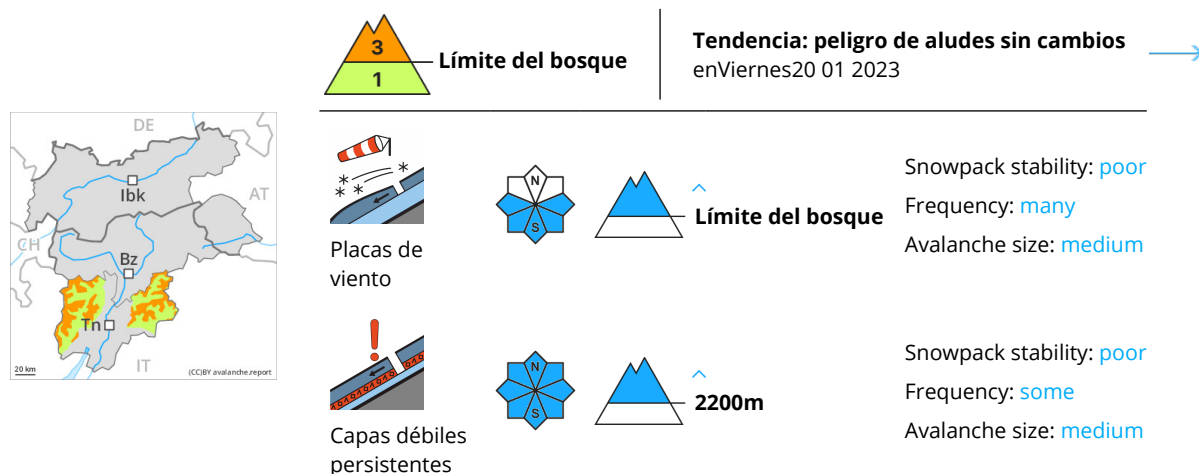 3
1
Límite del bosque
Tendencia: peligro de aludes sin cambios
enViernes20 01 2023
DE
Ibk
AT
CH
Bz
Tn
IT
20 km
(CC)BY avalanche.report
Placas de
viento
N
S
Límite del bosque
Snowpack stability: poor
Frequency: many
Avalanche size: medium
Capas débiles
persistentes
N
S
2200m
Snowpack stability: poor
Frequency: some
Avalanche size: medium